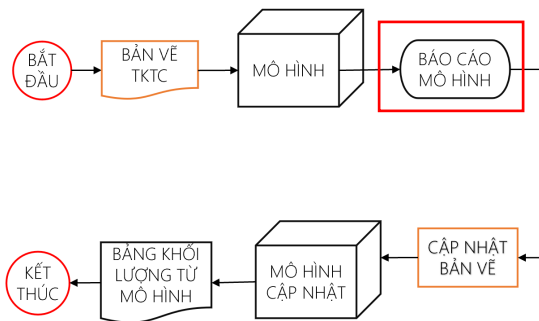 BẮT
ĐẦU
BẢN VẼ
TKTC
MÔ HÌNH
BÁO CÁO
MÔ HÌNH
KẾT
THÚC
BẢNG KHỐI
LƯỢNG TỪ
MÔ HÌNH
MÔ HÌNH
CẬP NHẬT
CẬP NHẬT
BẢN VẼ